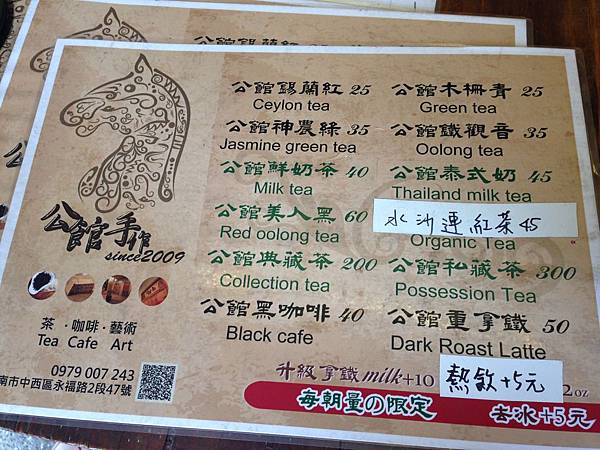 公館錫蘭紅 25
Ceylon tea
公館木柵青 25
Green tea
公館神農綠 35
Jasmine green tea
公館鐵觀音 35
Oolong tea
公館鮮奶茶 40
Milk tea
公館泰式奶 45
Thailand milk tea
公館美人黑 60
Red oolong tea
水沙連紅茶45
Organic Tea
公館典藏茶 200
Collection tea
公館私藏茶 300
Possession Tea
公館黑咖啡 40
Black cafe
公館重拿鐵 50
Dark Roast Latte
公館手作
since2009
茶·咖啡·藝術
Tea Cafe Art
0979 007 243
南市中西區永福路2段47號
升級拿鐵milk+10
熱飲+5元
2oz
每朝量の限定
去冰+5元